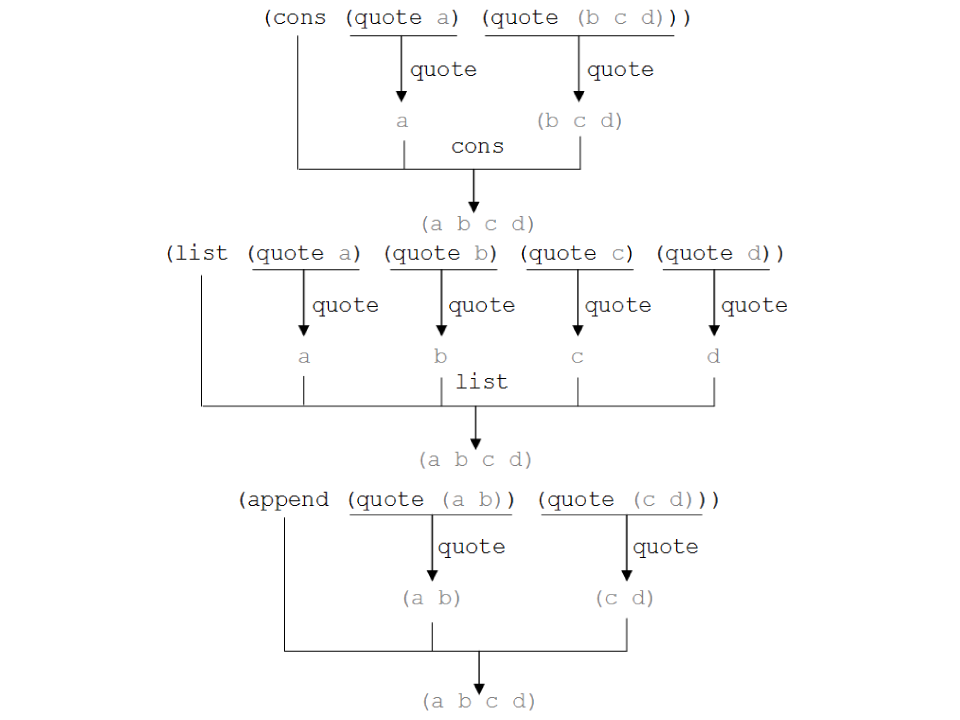 (cons (quote a) (quote (b c d)))
quote quote
a (b c d)
cons
(a b c d)
(list (quote a) (quote b) (quote c) (quote d))
quote quote quote quote
a b c d
list
(a b c d)
(append (quote (a b)) (quote (c d)))
quote quote
(a b) (c d)
(a b c d)